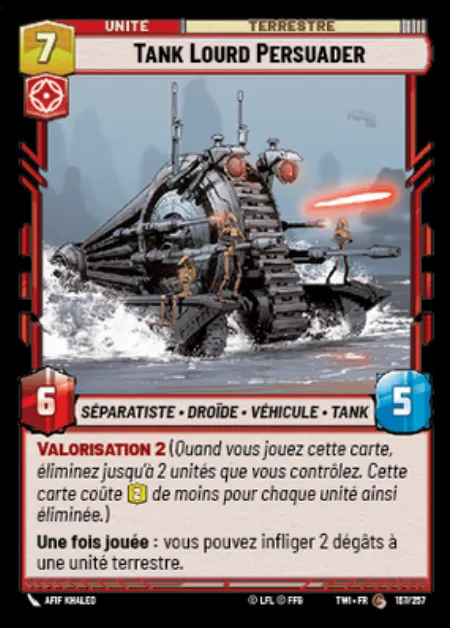 UNITÉ
TERRESTRE
7
TANK LOURD PERSUADER
6
SÉPARATISTE • DROÏDE • VÉHICULE • TANK
5
VALORISATION 2 (Quand vous jouez cette carte,
éliminez jusqu'à 2 unités que vous contrôlez. Cette
carte coûte 2 de moins pour chaque unité ainsi
éliminée.)
Une fois jouée : vous pouvez infliger 2 dégâts à
une unité terrestre.
AFIF KHALED
© LFL © FFG
TWI • FR
C
167/257